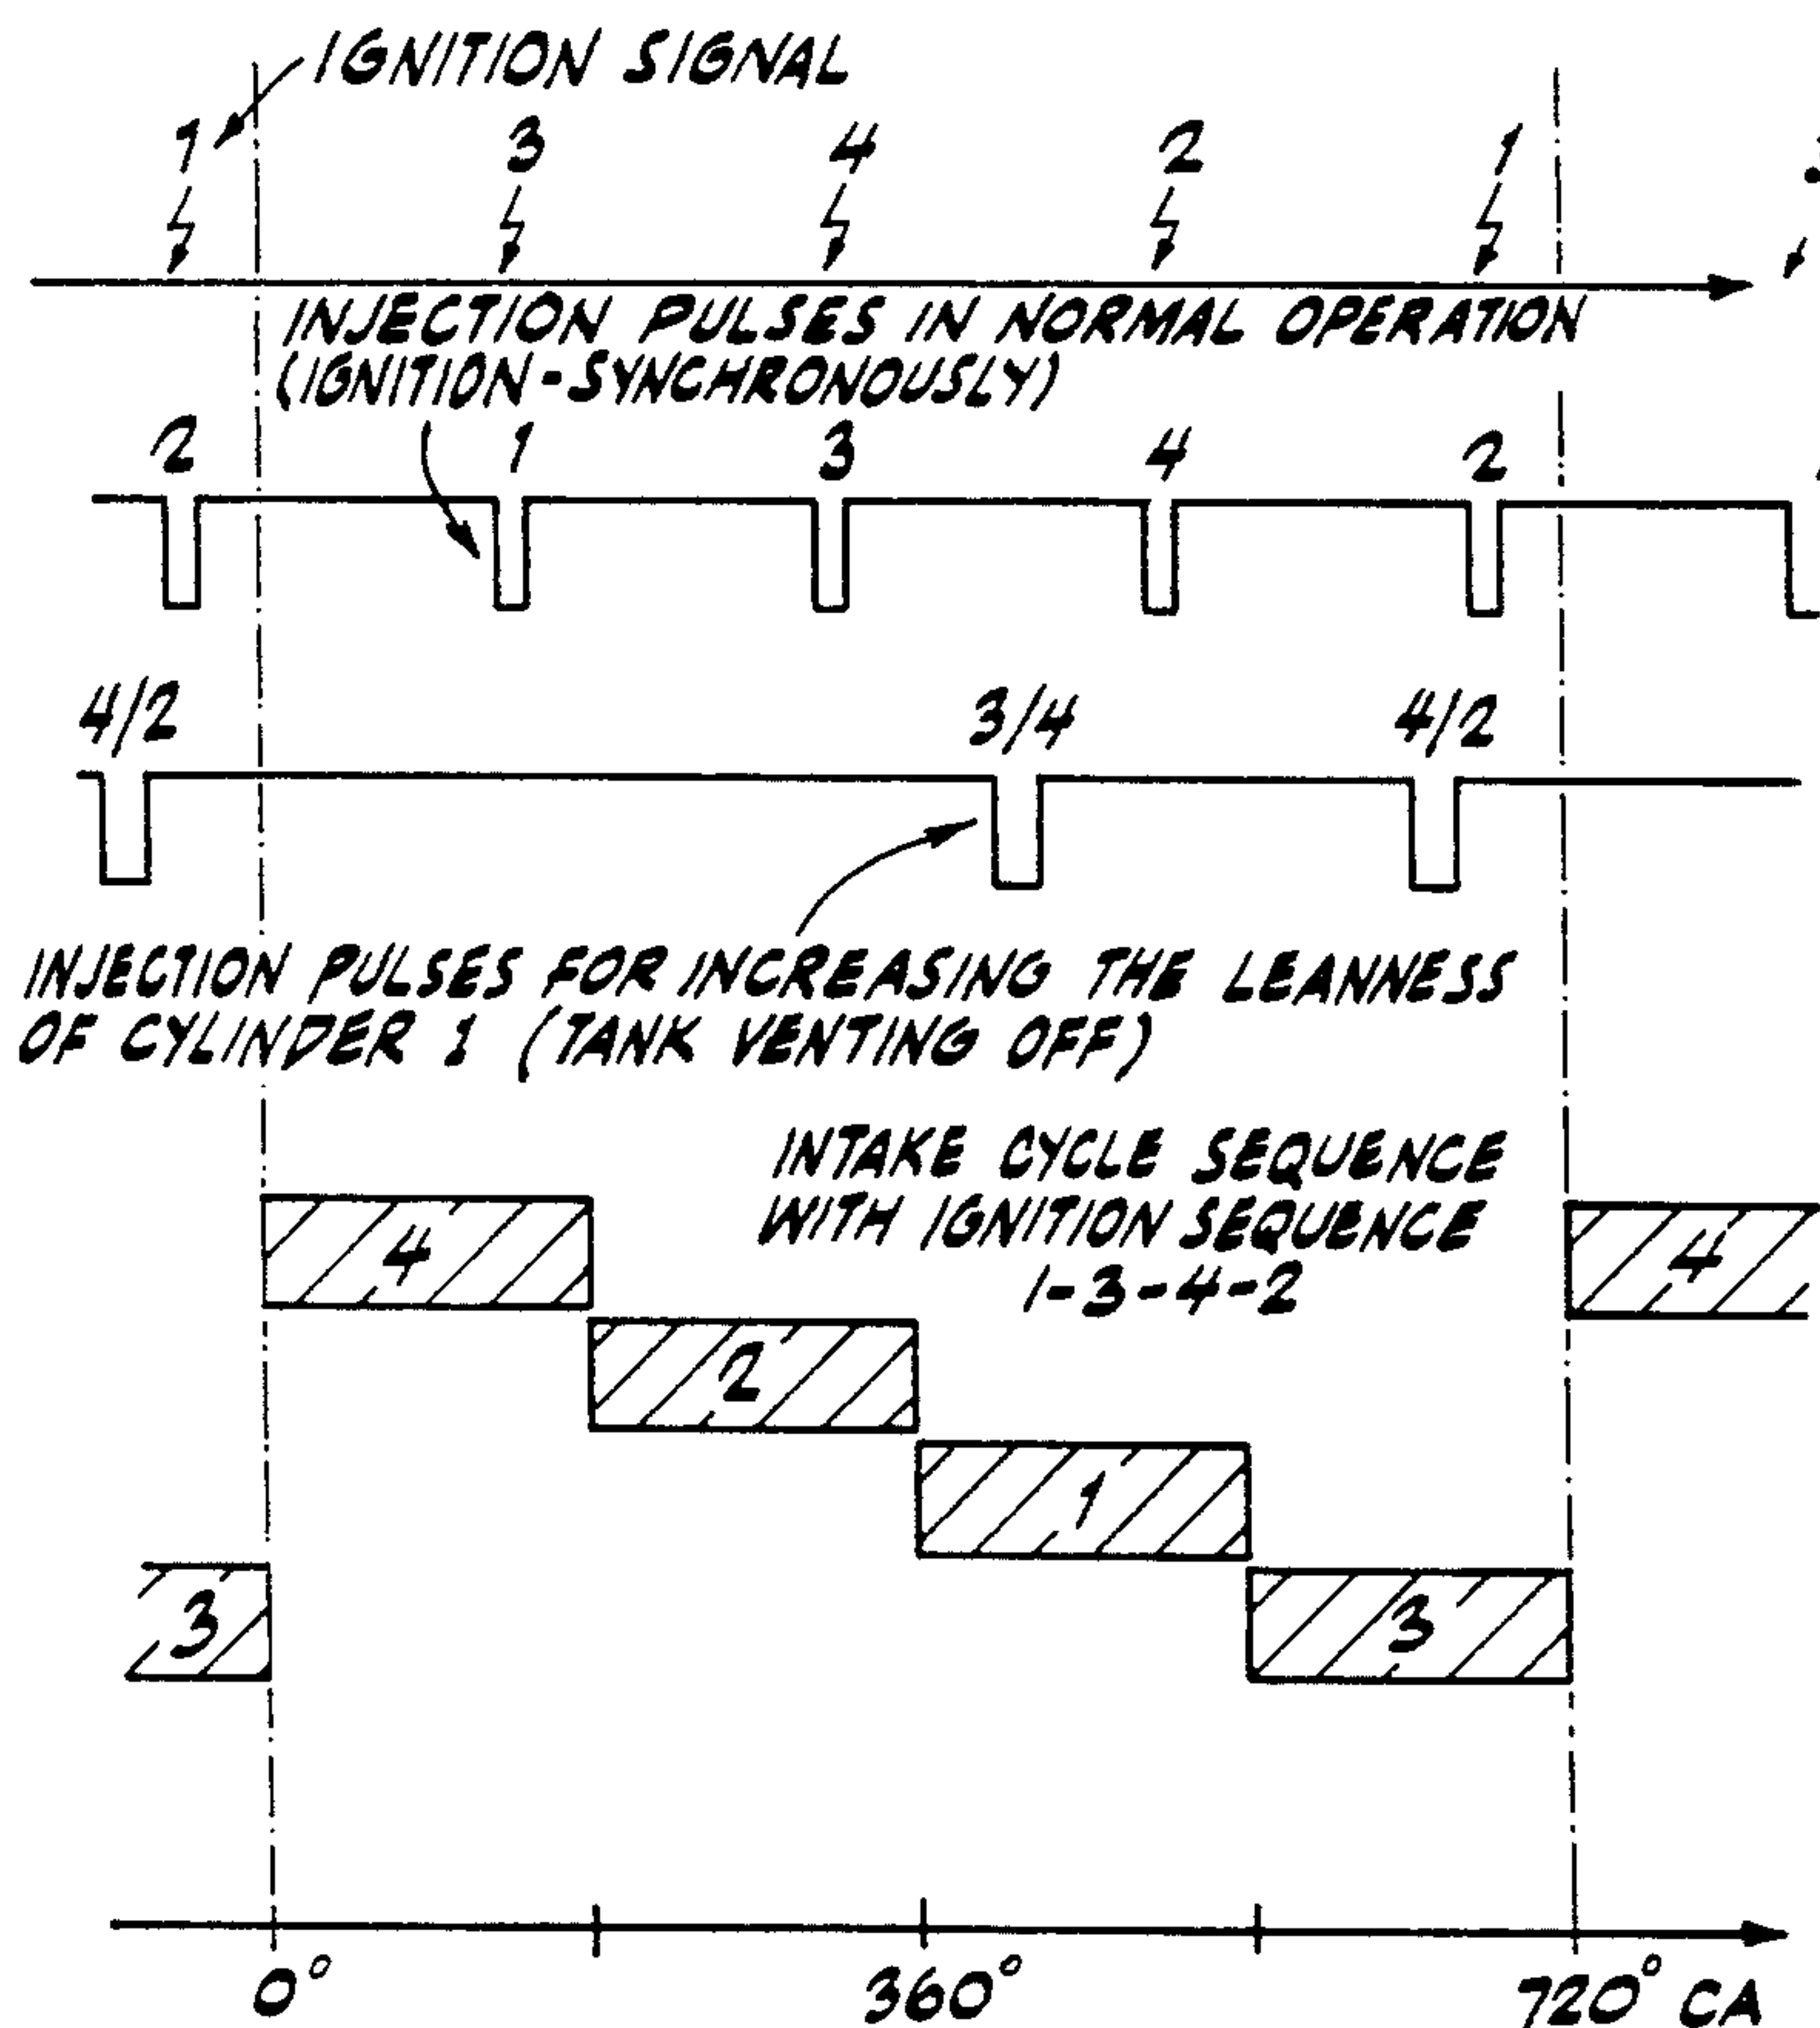 IGNITION SIGNAL
1 3 4 2 1
INJECTION PULSES IN NORMAL OPERATION
(IGNITION-SYNCHRONOUSLY)
2 1 3 4 2
4/2 3/4 4/2
INJECTION PULSES FOR INCREASING THE LEANNESS
OF CYLINDER 1 (TANK VENTING OFF)
INTAKE CYCLE SEQUENCE
WITH IGNITION SEQUENCE
1-3-4-2
4 4
2
1
3 3
0° 360° 720° CA